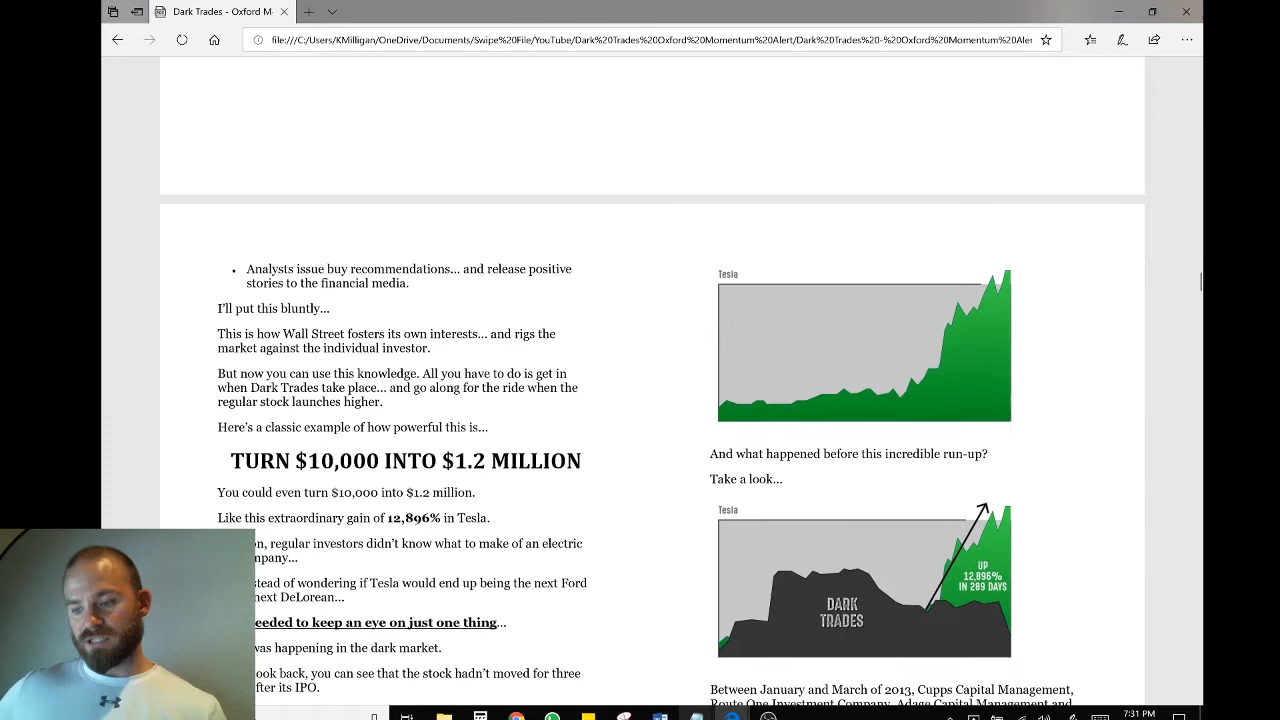 Dark Trades - Oxford M
file:///C:/Users/KMilligan/OneDrive/Documents/Swipe%20File/YouTube/Dark%20Trades%20Oxford%20Momentum%20Alert/Dark%20Trades%20-%20Oxford%20Momentum%20Aler
• Analysts issue buy recommendations... and release positive
stories to the financial media.
I'll put this bluntly...
This is how Wall Street fosters its own interests... and rigs the
market against the individual investor.
But now you can use this knowledge. All you have to do is get in
when Dark Trades take place... and go along for the ride when the
regular stock launches higher.
Here's a classic example of how powerful this is...
TURN $10,000 INTO $1.2 MILLION
You could even turn $10,000 into $1.2 million.
Like this extraordinary gain of 12,896% in Tesla.
on, regular investors didn't know what to make of an electric
mpany...
stead of wondering if Tesla would end up being the next Ford
next DeLorean...
eeded to keep an eye on just one thing...
was happening in the dark market.
ook back, you can see that the stock hadn't moved for three
fter its IPO.
Tesla
And what happened before this incredible run-up?
Take a look...
Tesla
UP
12,896%
IN 289 DAYS
DARK
TRADES
Between January and March of 2013, Cupps Capital Management,
Route One Investment Company, Adage Capital Management and
7:31 PM